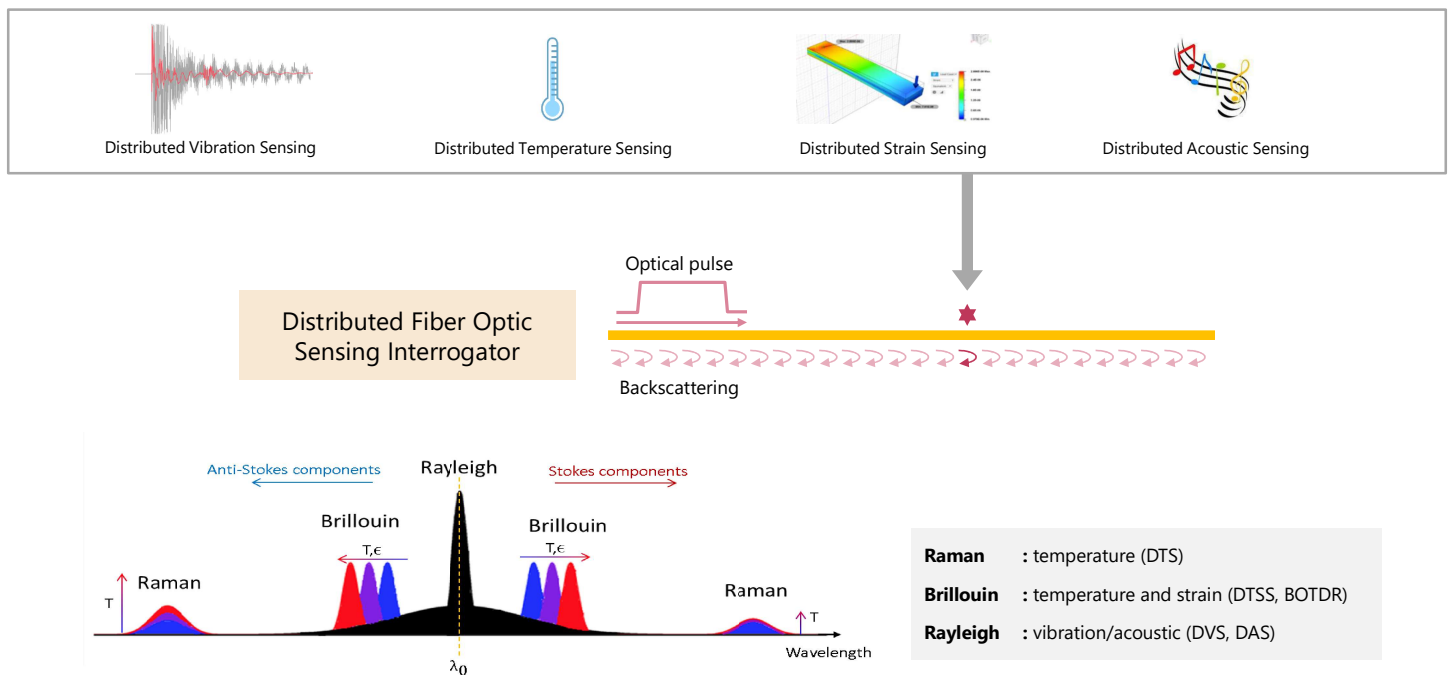 Distributed Vibration Sensing
Distributed Temperature Sensing
Distributed Strain Sensing
Distributed Acoustic Sensing
Optical pulse
Distributed Fiber Optic
Sensing Interrogator
Backscattering
Anti-Stokes components
Rayleigh
Stokes components
Brillouin
Brillouin
T,ϵ
T,ϵ
Raman
Raman
T
T
Wavelength
λ0
Raman : temperature (DTS)
Brillouin : temperature and strain (DTSS, BOTDR)
Rayleigh : vibration/acoustic (DVS, DAS)